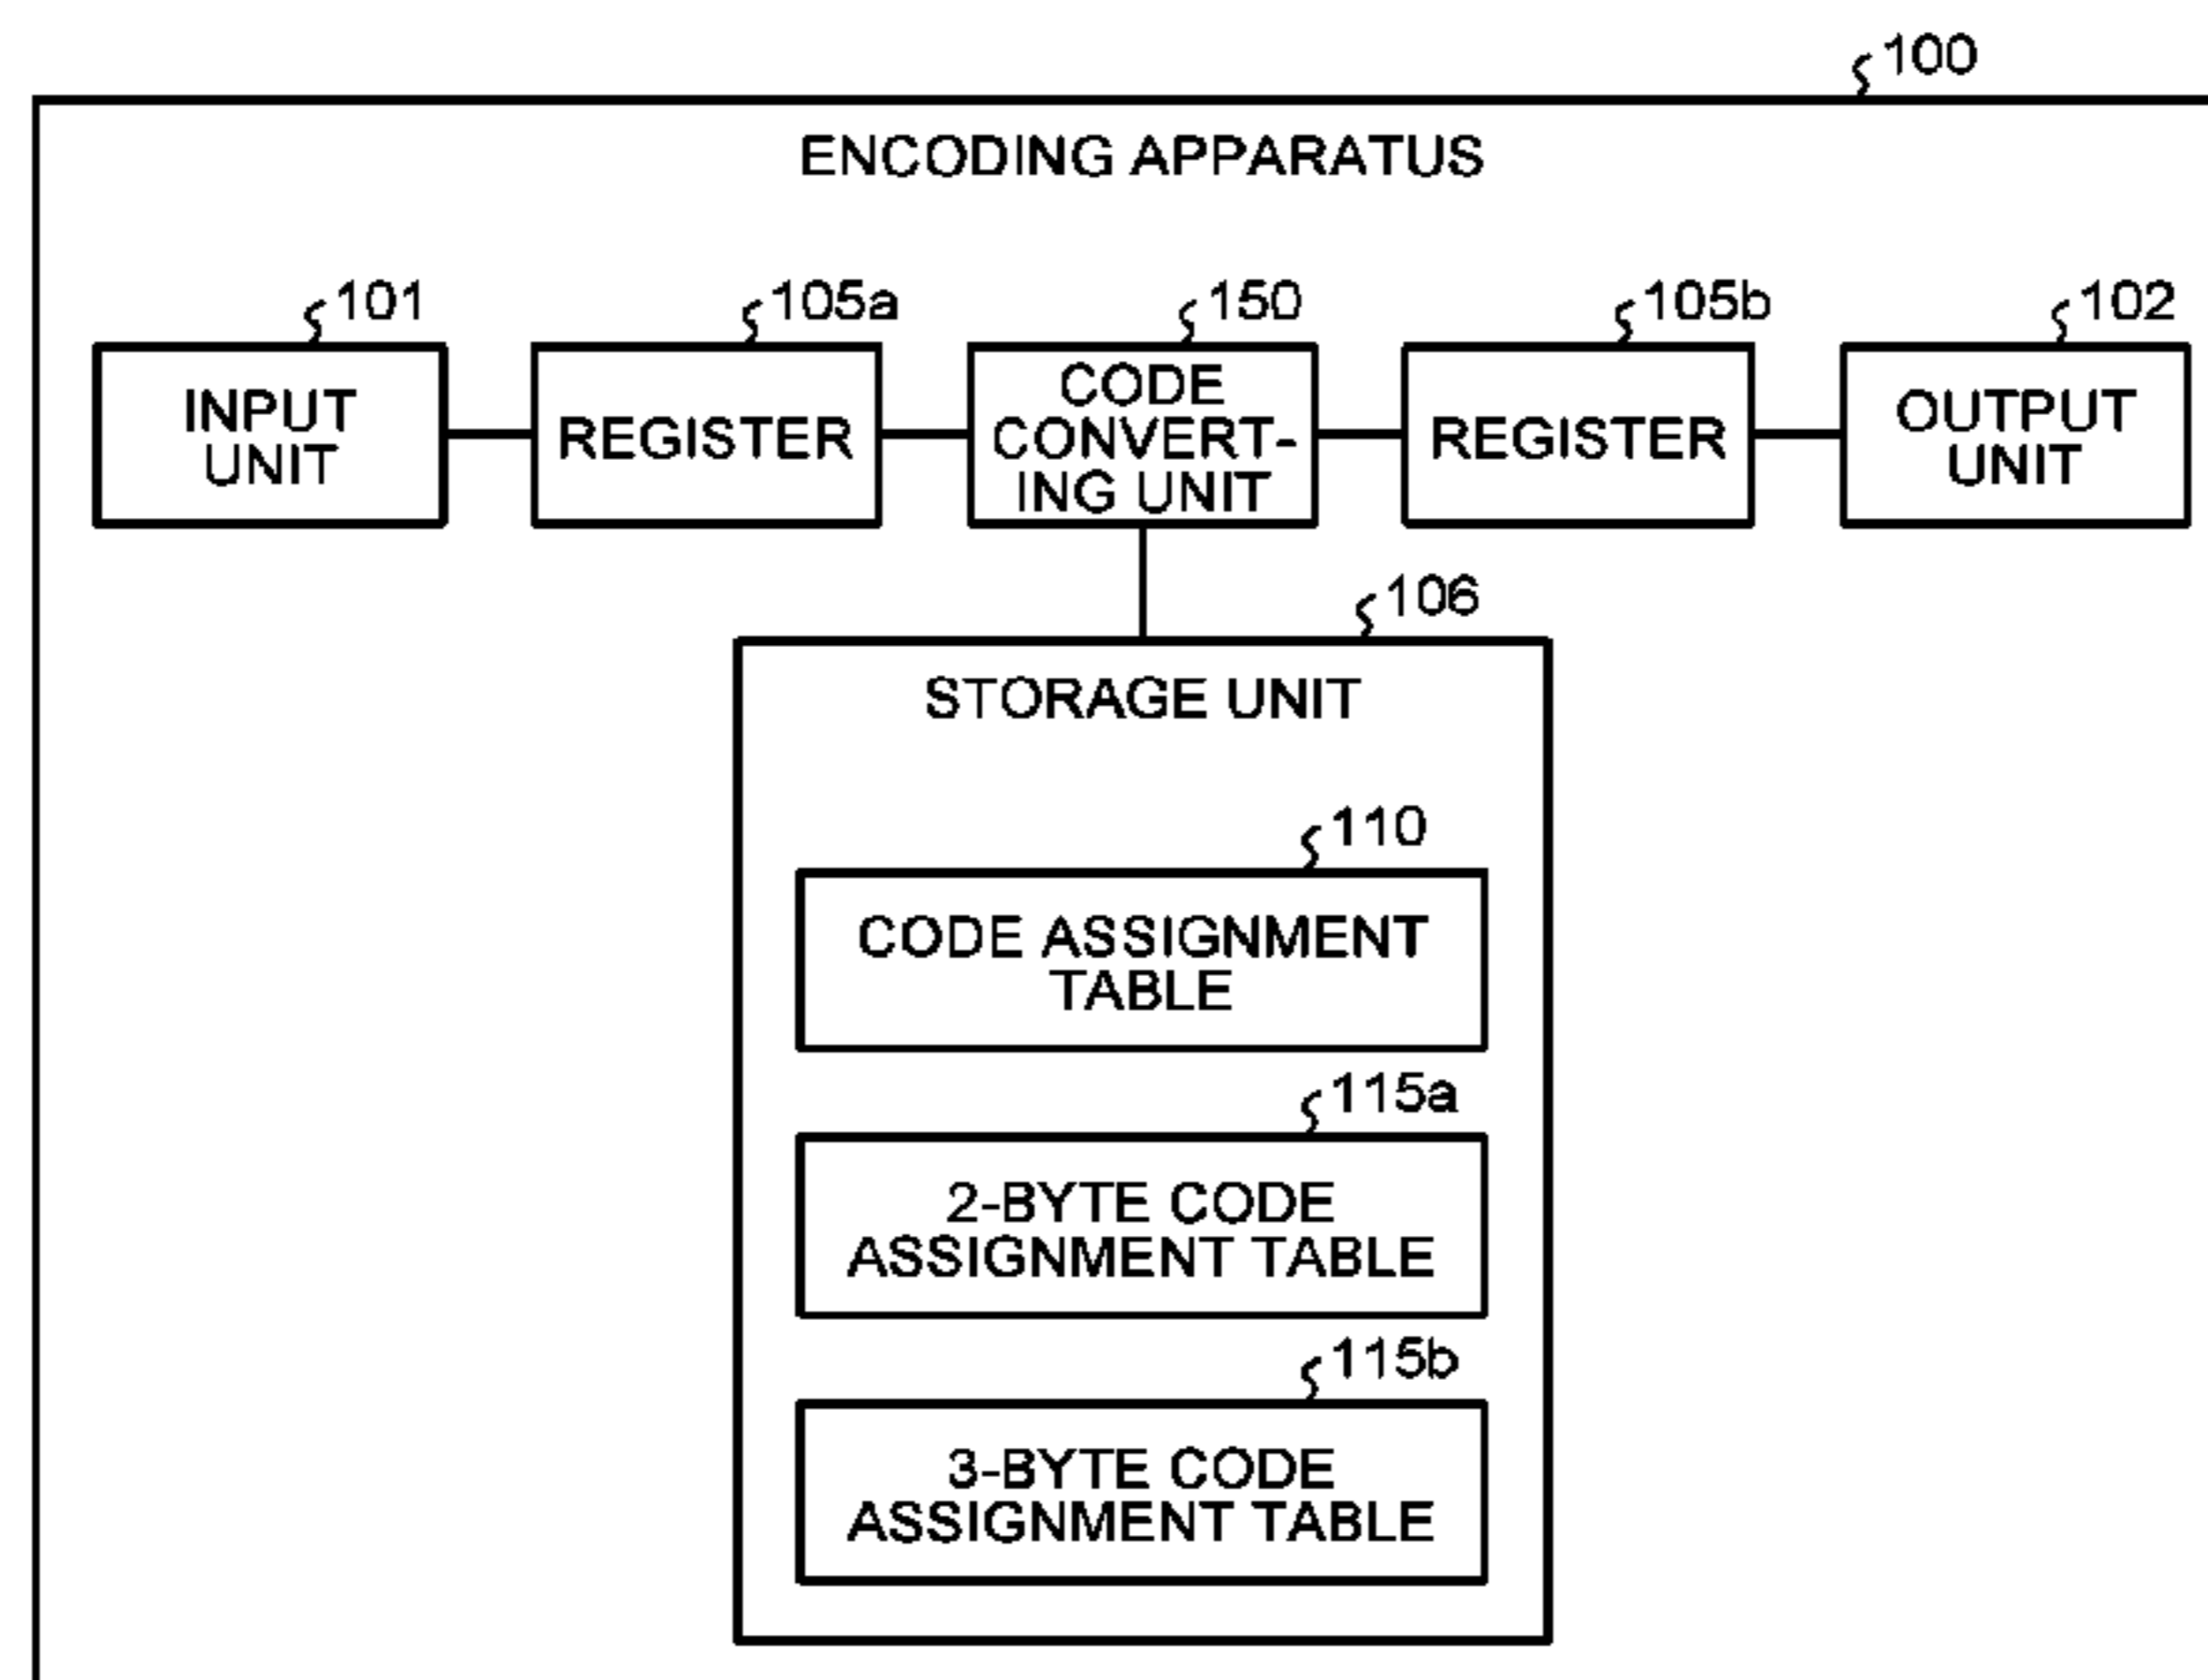 100
ENCODING APPARATUS
101
105a
150
105b
102
INPUT
UNIT
REGISTER
CODE
CONVERT-
ING UNIT
REGISTER
OUTPUT
UNIT
106
STORAGE UNIT
110
CODE ASSIGNMENT
TABLE
115a
2-BYTE CODE
ASSIGNMENT TABLE
115b
3-BYTE CODE
ASSIGNMENT TABLE